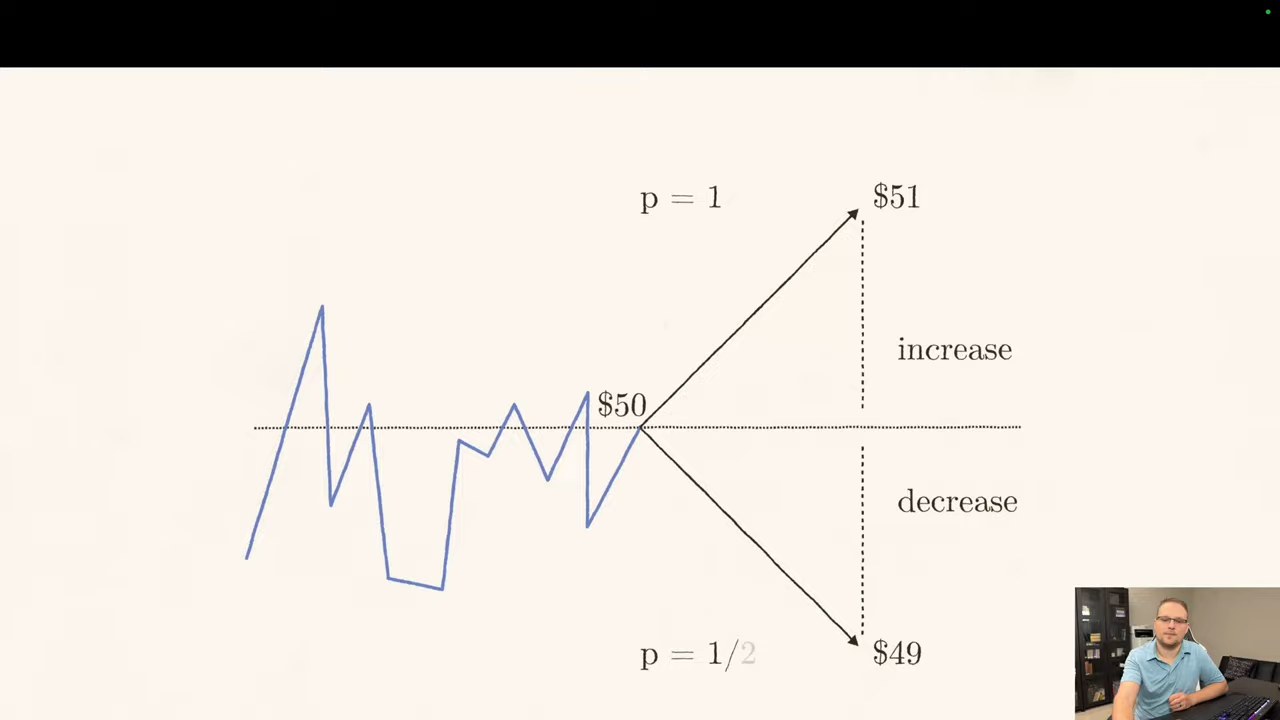 p = 1 $51
increase
$50
decrease
p = 1/2 $49